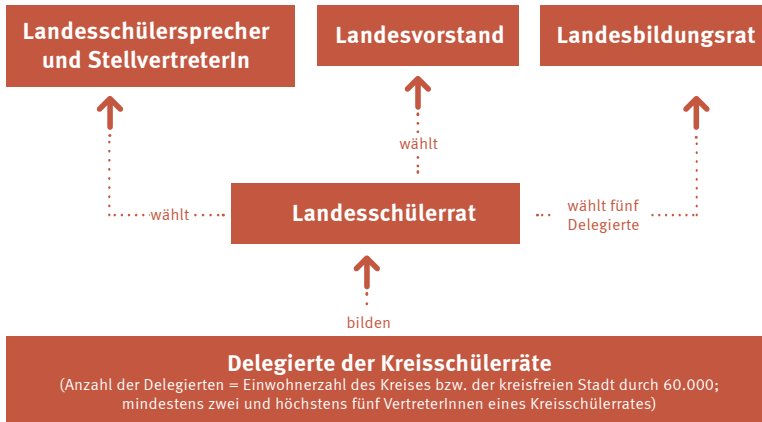 Landesschülersprecher
und StellvertreterIn
Landesvorstand
Landesbildungsrat
wählt
wählt
Landesschülerrat
wählt fünf
Delegierte
bilden
Delegierte der Kreisschülerräte
(Anzahl der Delegierten = Einwohnerzahl des Kreises bzw. der kreisfreien Stadt durch 60.000;
mindestens zwei und höchstens fünf VertreterInnen eines Kreisschülerrates)